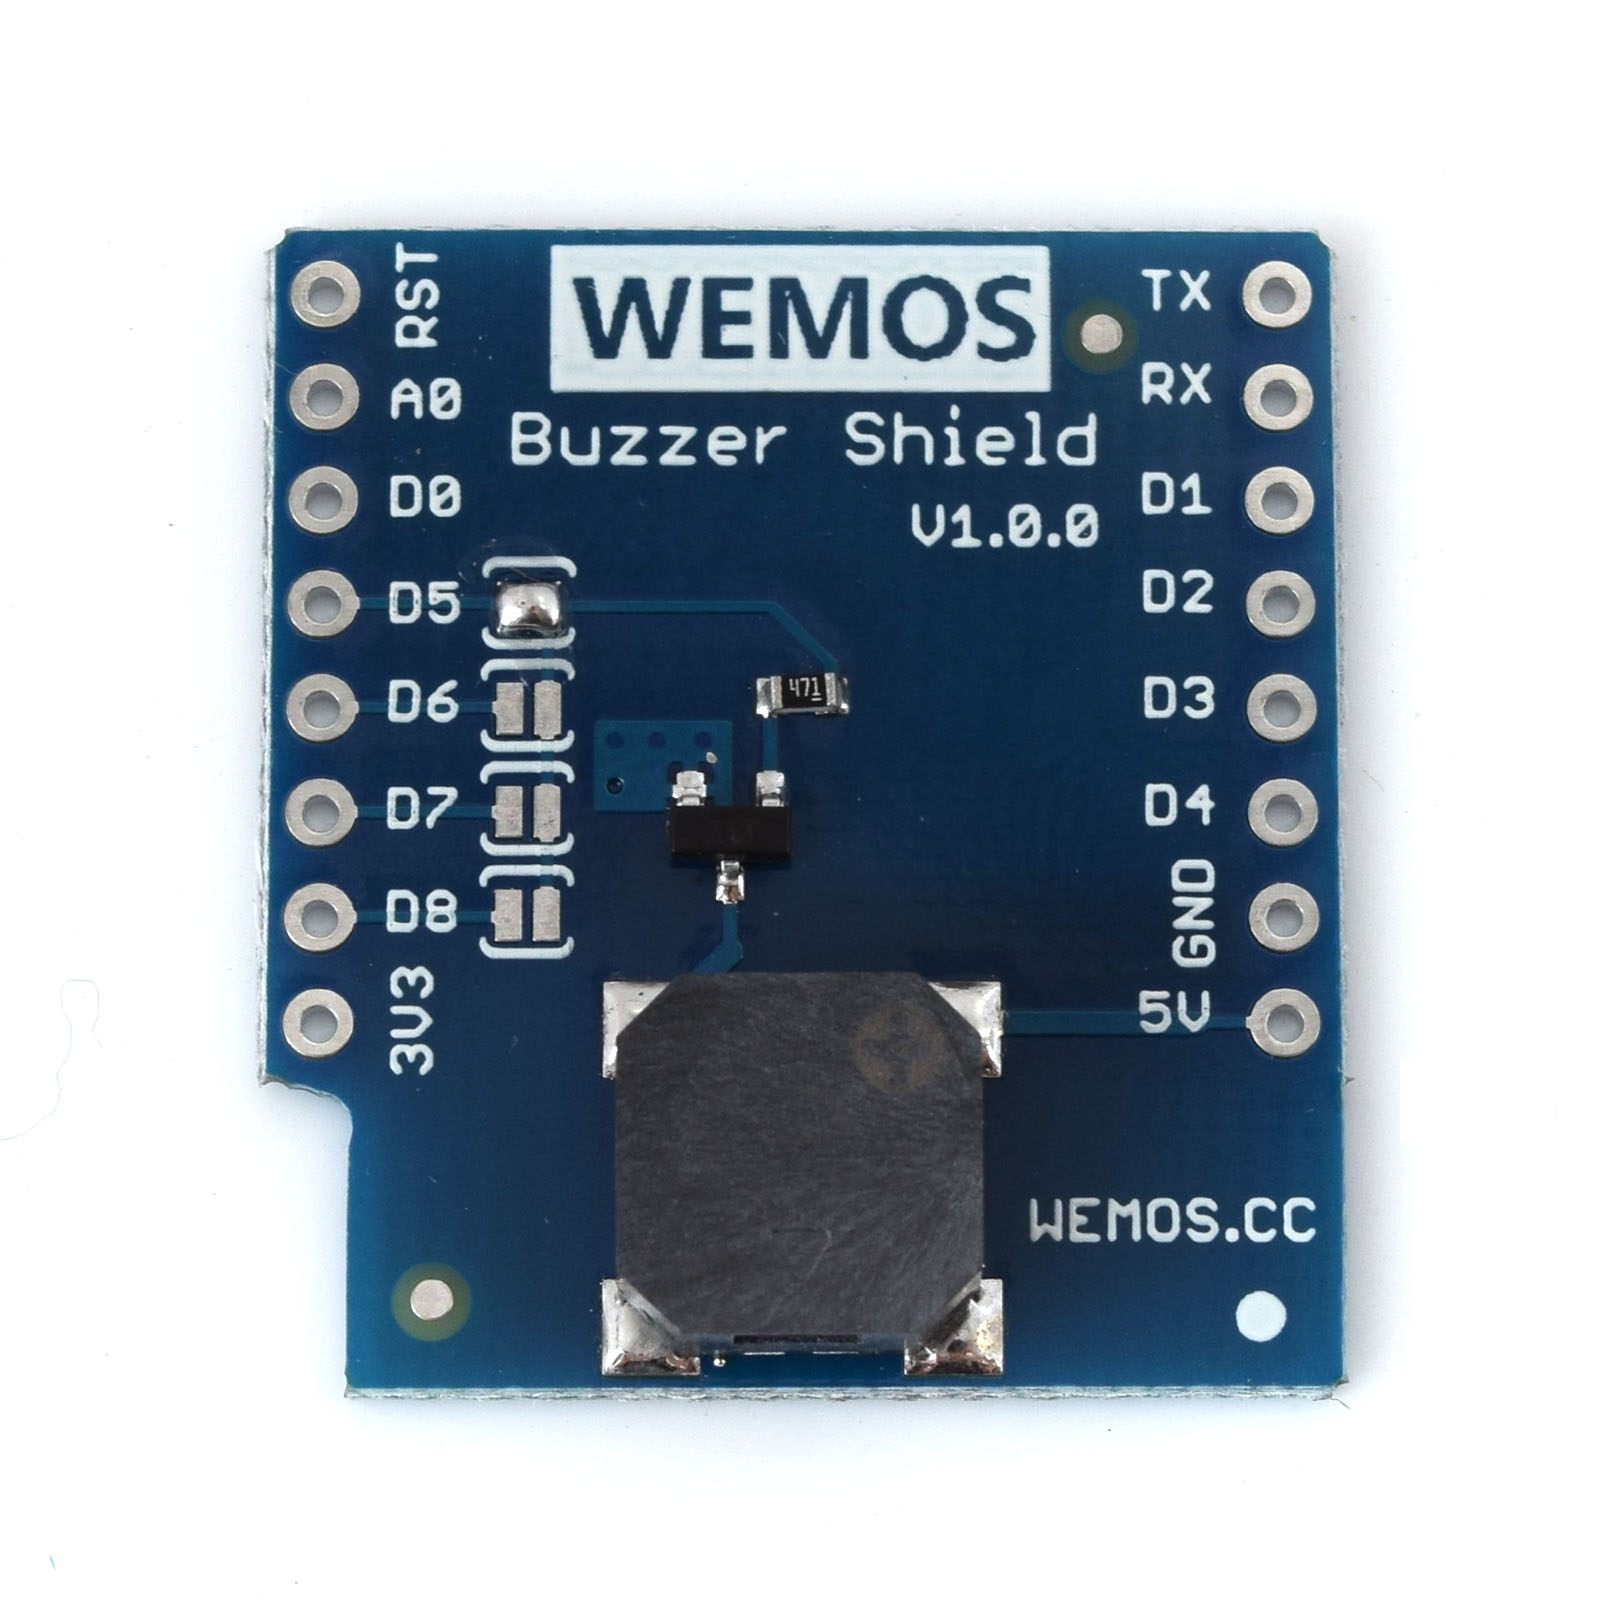 WEMOS
Buzzer Shield
V1.0.0
RST
A0
D0
D5
D6
D7
D8
3V3
TX
RX
D1
D2
D3
D4
GND
5V
471
WEMOS.CC